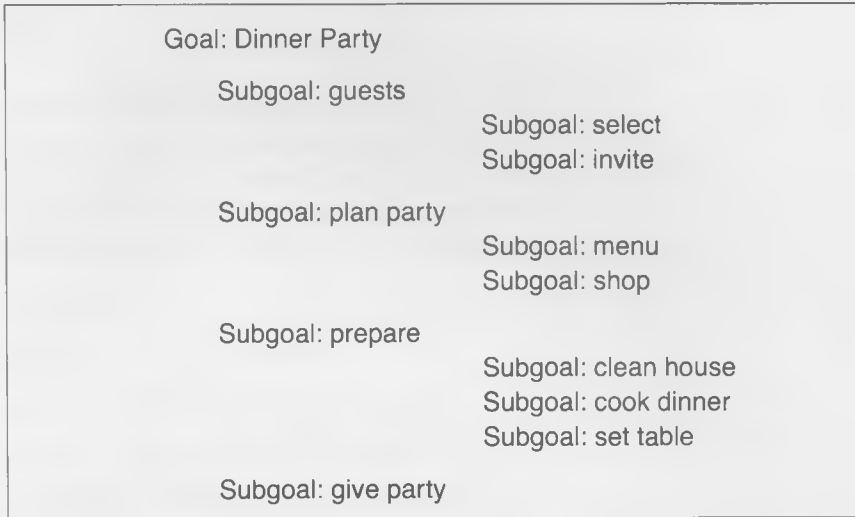 Goal: Dinner Party
Subgoal: guests
Subgoal: select
Subgoal: invite
Subgoal: plan party
Subgoal: menu
Subgoal: shop
Subgoal: prepare
Subgoal: clean house
Subgoal: cook dinner
Subgoal: set table
Subgoal: give party